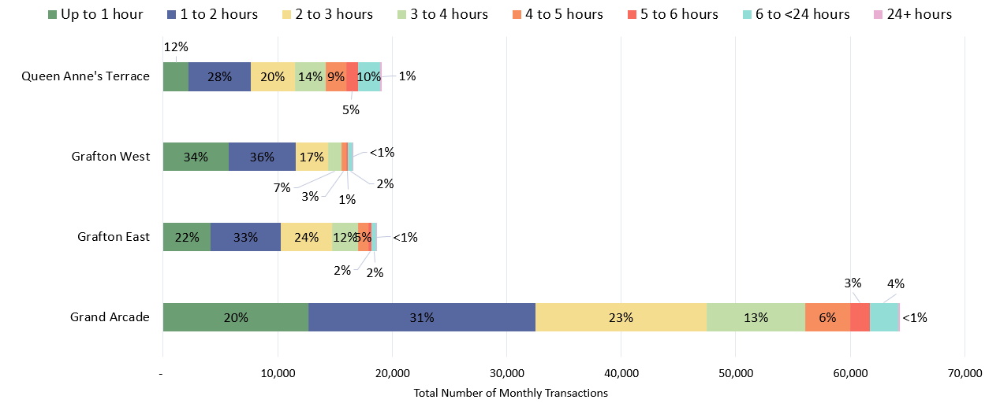 Up to 1 hour 1 to 2 hours 2 to 3 hours 3 to 4 hours 4 to 5 hours 5 to 6 hours 6 to <24 hours 24+ hours
12%
Queen Anne's Terrace 28% 20% 14% 9% 10% 1%
5%
Grafton West 34% 36% 17% <1%
7% 3% 1% 2%
Grafton East 22% 33% 24% 12% 5% <1%
2% 2%
3% 4%
Grand Arcade 20% 31% 23% 13% 6% <1%
- 10,000 20,000 30,000 40,000 50,000 60,000 70,000
Total Number of Monthly Transactions